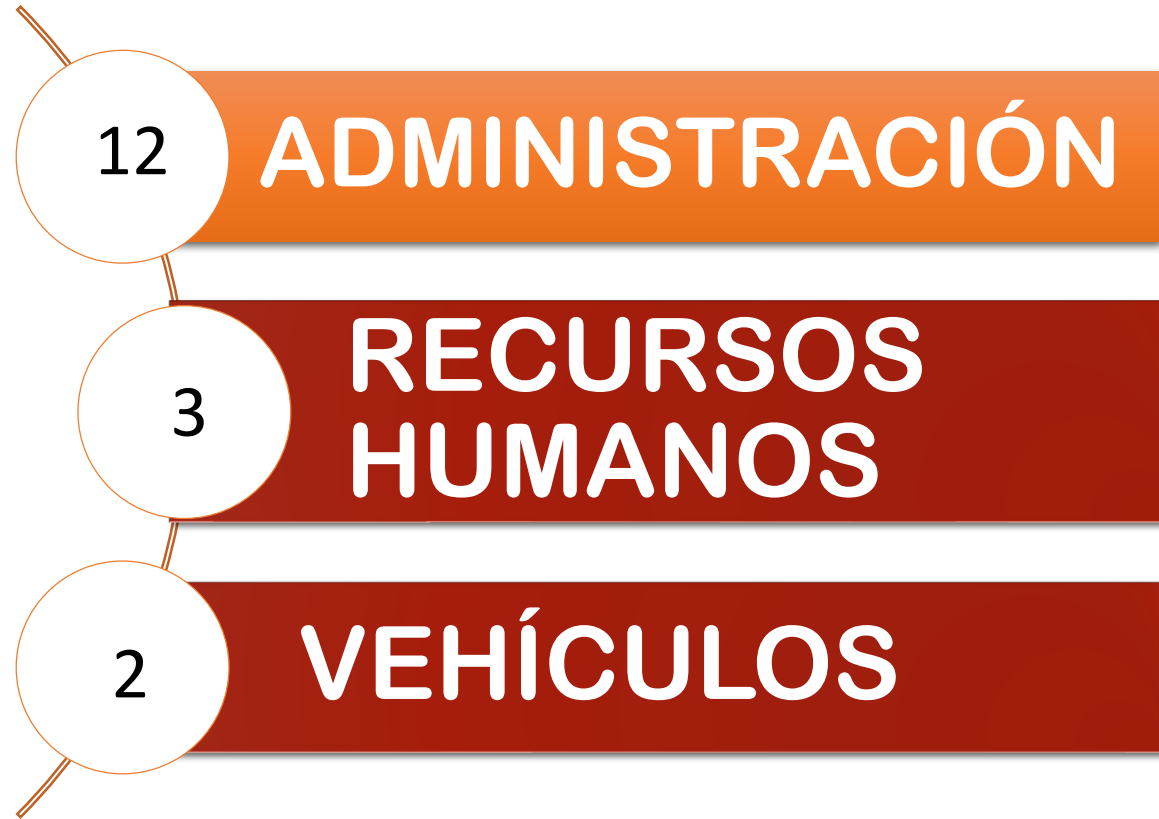 12
ADMINISTRACIÓN
3
RECURSOS
HUMANOS
2
VEHÍCULOS